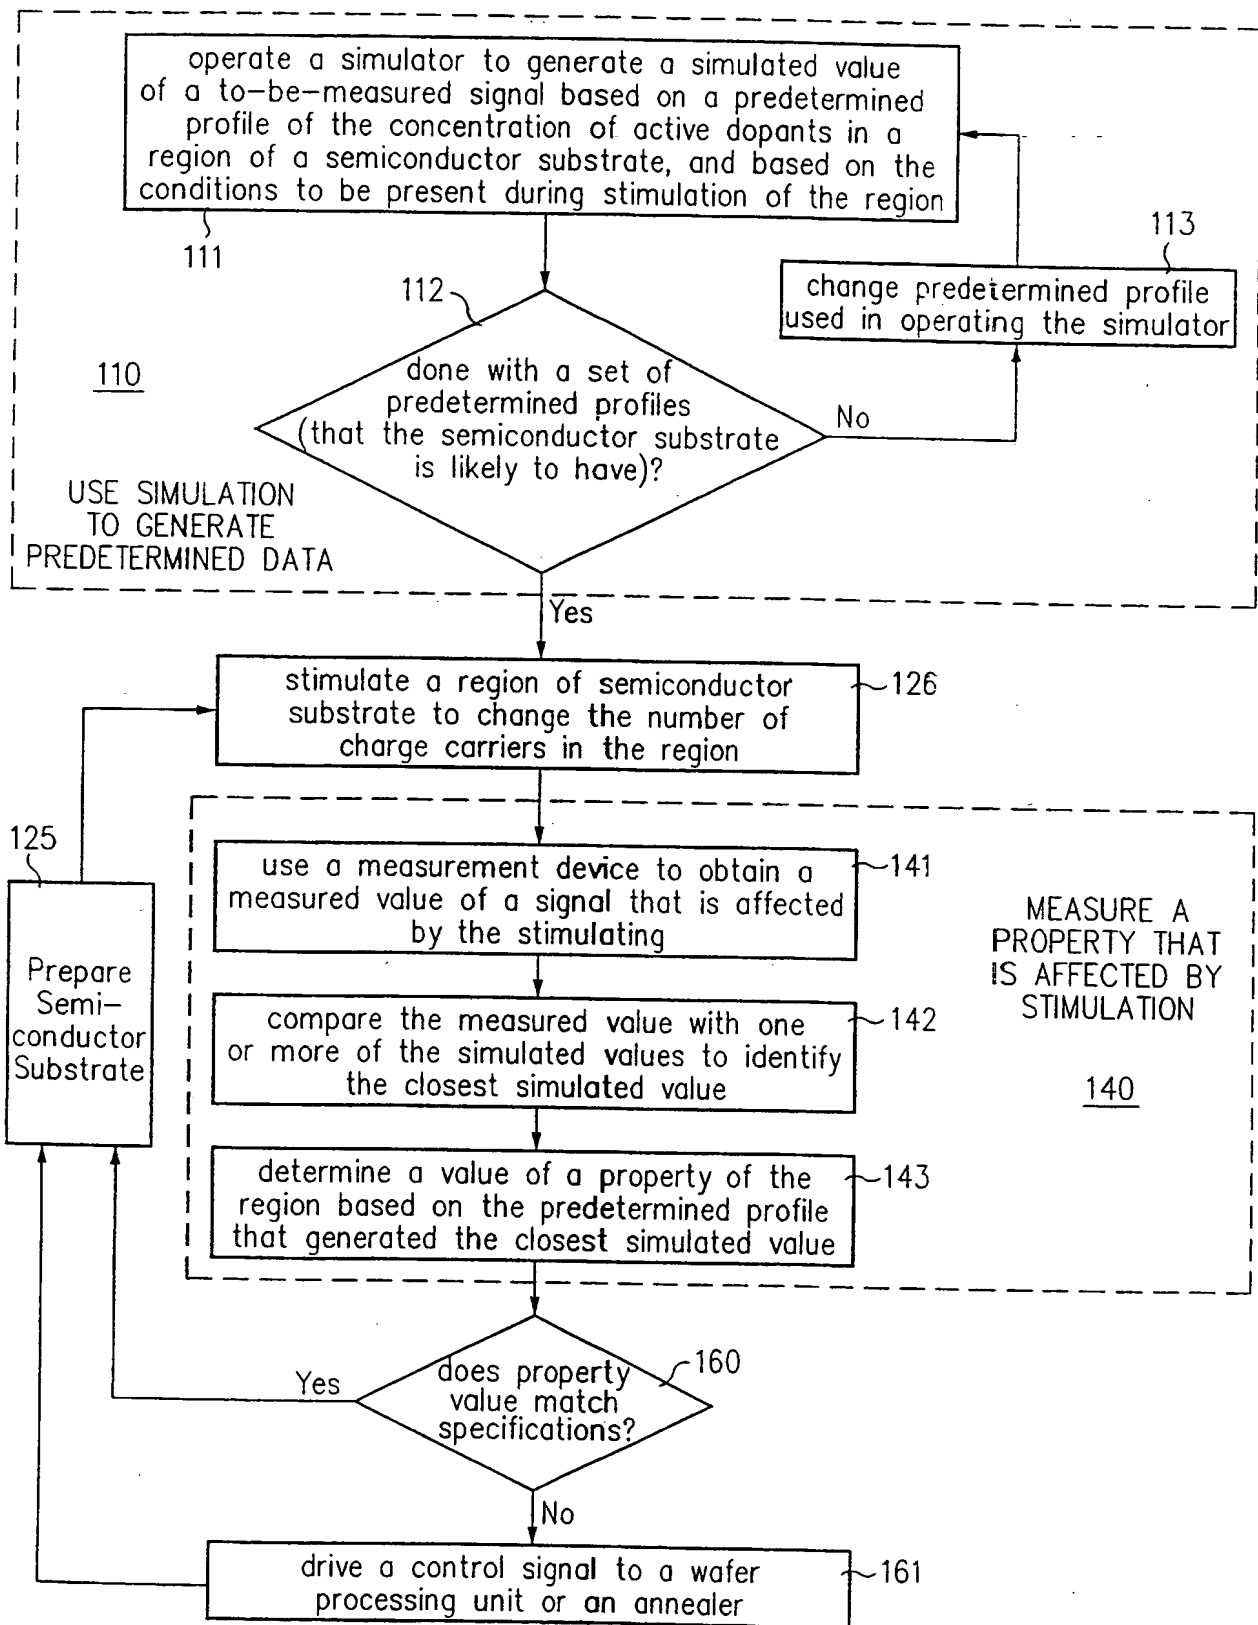 operate a simulator to generate a simulated value
of a to-be-measured signal based on a predetermined
profile of the concentration of active dopants in a
region of a semiconductor substrate, and based on the
conditions to be present during stimulation of the region
111
113
change predetermined profile
used in operating the simulator
112
done with a set of
predetermined profiles
(that the semiconductor substrate
is likely to have)?
No
110
USE SIMULATION
TO GENERATE
PREDETERMINED DATA
Yes
stimulate a region of semiconductor
substrate to change the number of
charge carriers in the region
126
125
Prepare
Semi-
conductor
Substrate
use a measurement device to obtain a
measured value of a signal that is affected
by the stimulating
141
MEASURE A
PROPERTY THAT
IS AFFECTED BY
STIMULATION
140
compare the measured value with one
or more of the simulated values to identify
the closest simulated value
142
determine a value of a property of the
region based on the predetermined profile
that generated the closest simulated value
143
does property
value match
specifications?
160
Yes
No
drive a control signal to a wafer
processing unit or an annealer
161